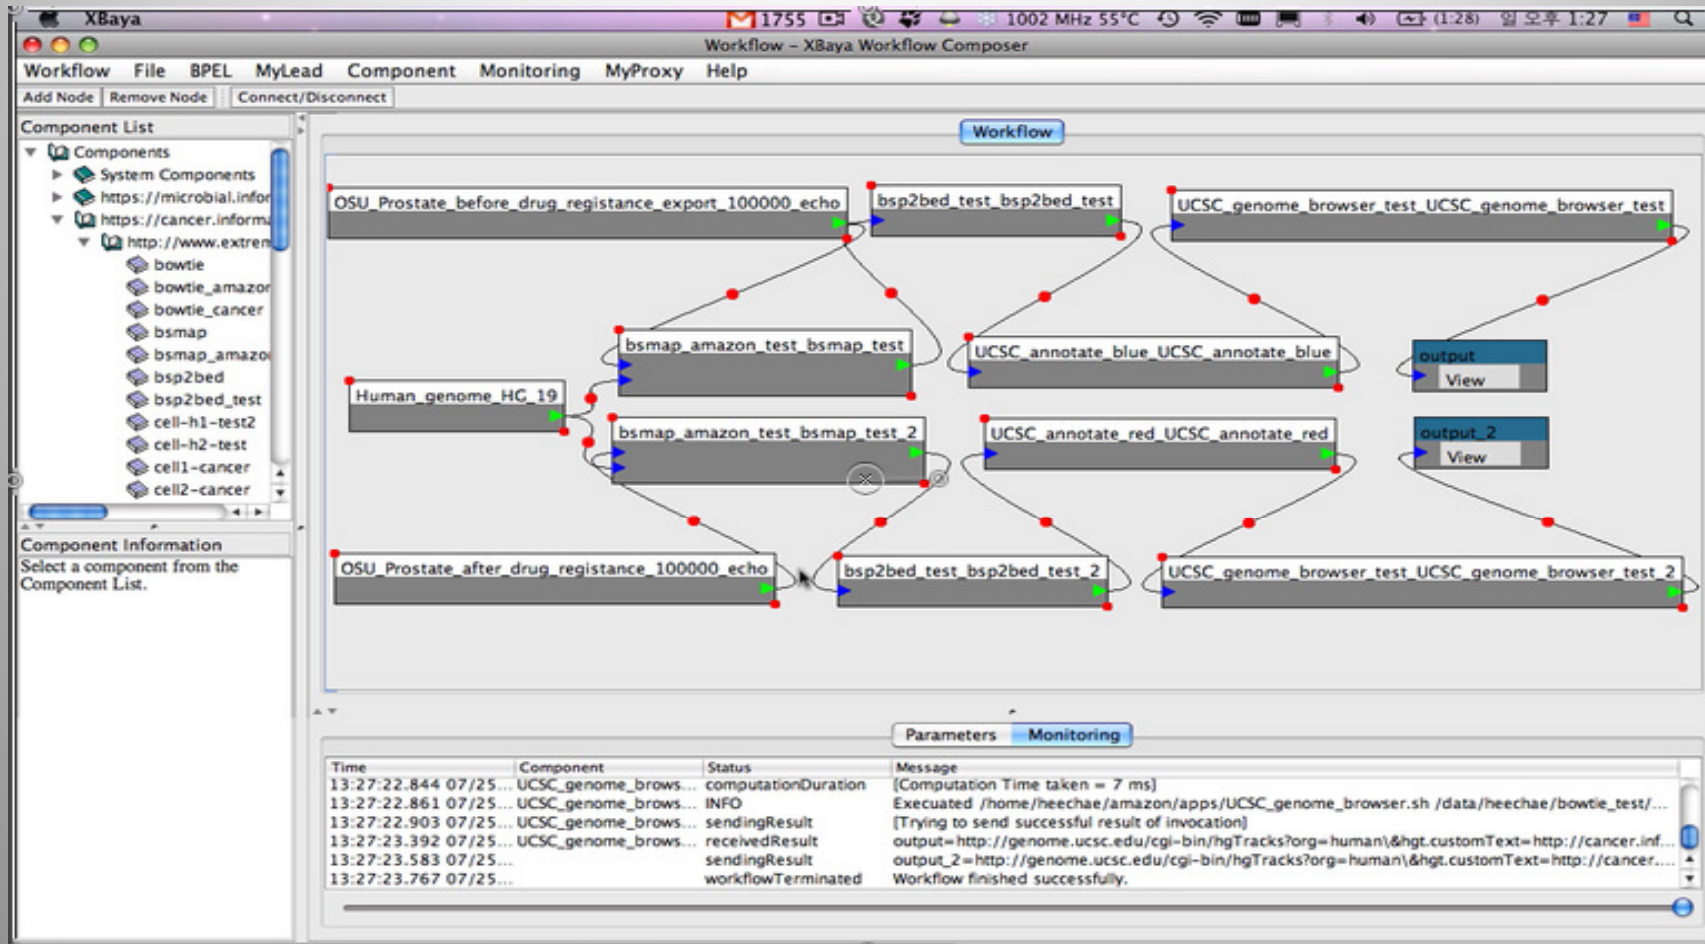 XBaya 1755 1002 MHz 55°C (1:28) 일 오후 1:27
Workflow – XBaya Workflow Composer
Workflow File BPEL MyLead Component Monitoring MyProxy Help
Add Node Remove Node Connect/Disconnect
Component List
Components
System Components
https://microbial.infor
https://cancer.informa
http://www.extrem
bowtie
bowtie_amazon
bowtie_cancer
bsmap
bsmap_amazo
bsp2bed
bsp2bed_test
cell-h1-test2
cell-h2-test
cell1-cancer
cell2-cancer
Component Information
Select a component from the
Component List.
Workflow
OSU_Prostate_before_drug_registance_export_100000_echo
bsp2bed_test_bsp2bed_test
UCSC_genome_browser_test_UCSC_genome_browser_test
bsmap_amazon_test_bsmap_test
UCSC_annotate_blue_UCSC_annotate_blue
output
View
Human_genome_HG_19
bsmap_amazon_test_bsmap_test_2
UCSC_annotate_red_UCSC_annotate_red
output_2
View
OSU_Prostate_after_drug_registance_100000_echo
bsp2bed_test_bsp2bed_test_2
UCSC_genome_browser_test_UCSC_genome_browser_test_2
Parameters Monitoring
Time Component Status Message
13:27:22.844 07/25... UCSC_genome_brows... computationDuration [Computation Time taken = 7 ms]
13:27:22.861 07/25... UCSC_genome_brows... INFO Execuated /home/heechae/amazon/apps/UCSC_genome_browser.sh /data/heechae/bowtie_test/...
13:27:22.903 07/25... UCSC_genome_brows... sendingResult [Trying to send successful result of invocation]
13:27:23.392 07/25... UCSC_genome_brows... receivedResult output=http://genome.ucsc.edu/cgi-bin/hgTracks?org=human\&hgt.customText=http://cancer.inf...
13:27:23.583 07/25... sendingResult output_2=http://genome.ucsc.edu/cgi-bin/hgTracks?org=human\&hgt.customText=http://cancer....
13:27:23.767 07/25... workflowTerminated Workflow finished successfully.